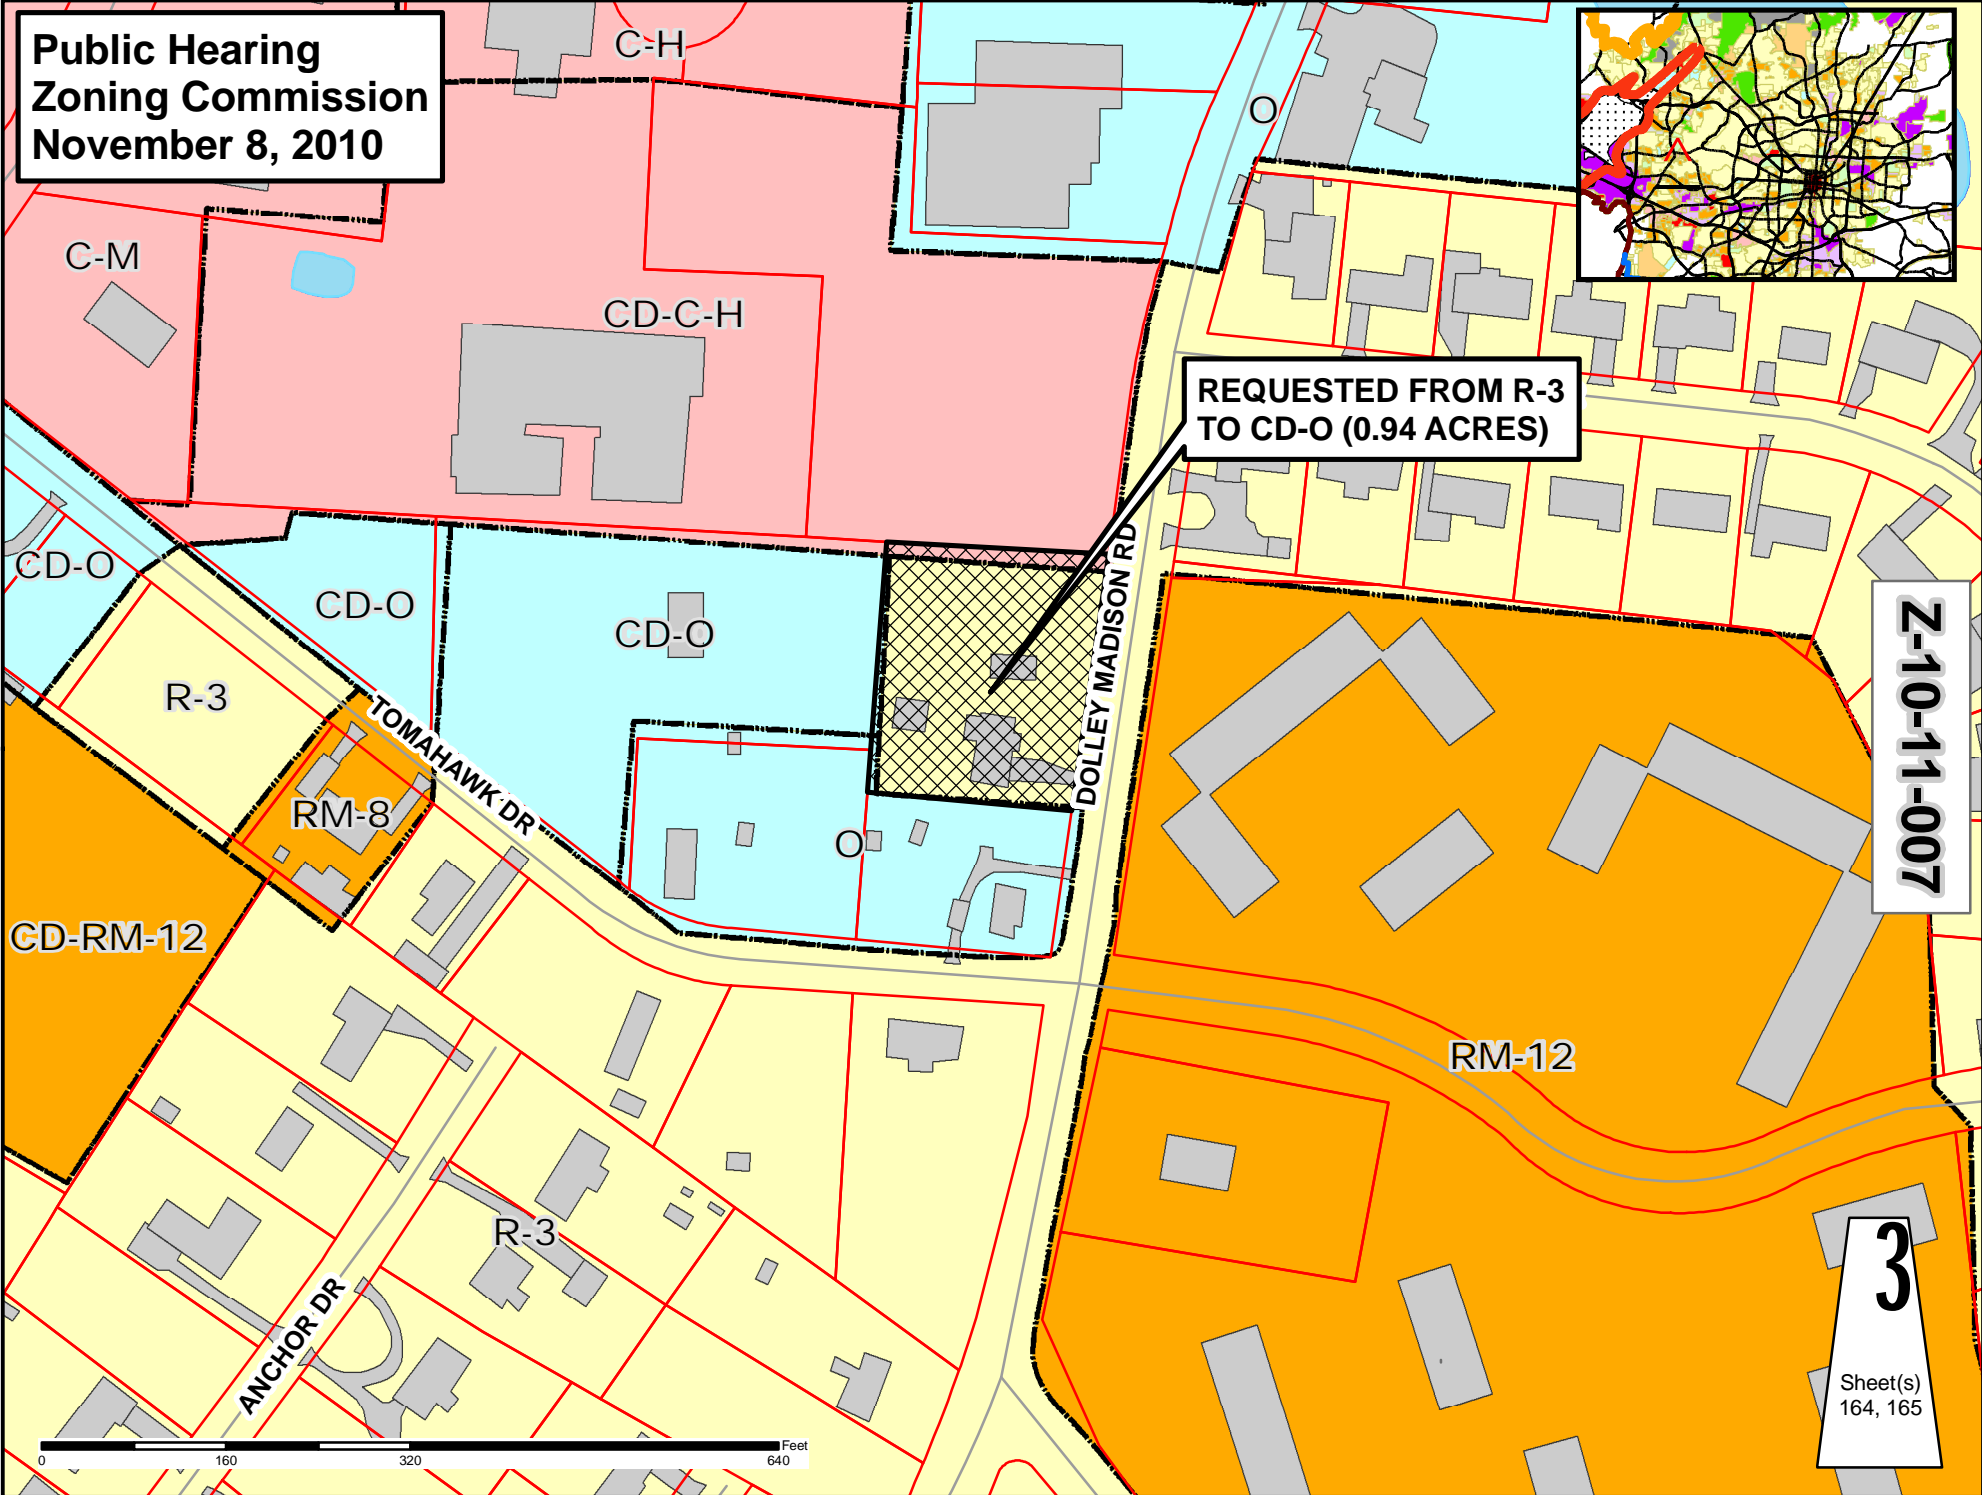 Public Hearing
Zoning Commission
November 8, 2010
C-H
O
C-M
CD-C-H
REQUESTED FROM R-3
TO CD-O (0.94 ACRES)
CD-O
CD-O
CD-O
R-3
DOLLEY MADISON RD
TOMAHAWK DR
RM-8
O
Z-10-11-007
CD-RM-12
RM-12
R-3
ANCHOR DR
3
Sheet(s)
164, 165
Feet
0 160 320 640